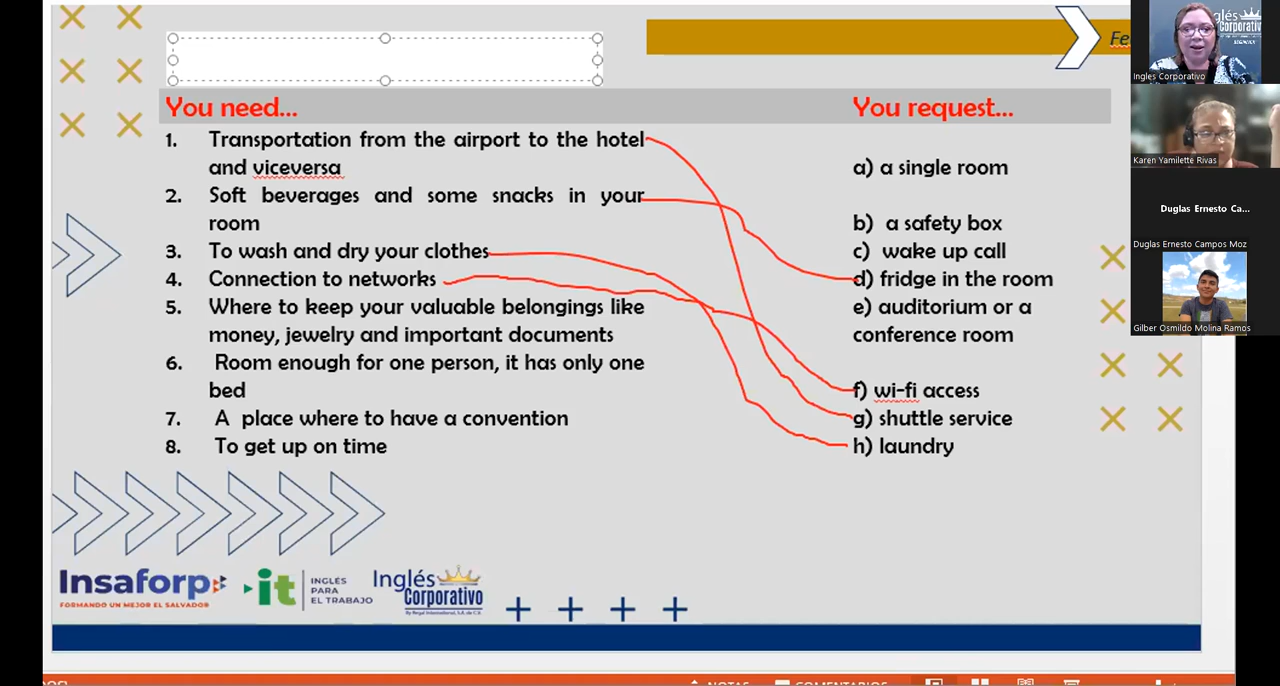 Fe
You need...
You request...
1. Transportation from the airport to the hotel
and viceversa
a) a single room
2. Soft beverages and some snacks in your
room
b) a safety box
3. To wash and dry your clothes
c) wake up call
4. Connection to networks
d) fridge in the room
5. Where to keep your valuable belongings like
money, jewelry and important documents
e) auditorium or a
conference room
6. Room enough for one person, it has only one
bed
f) wi-fi access
7. A place where to have a convention
g) shuttle service
8. To get up on time
h) laundry
Insaforp
FORMANDO UN MEJOR EL SALVADOR
it
INGLÉS
PARA
EL TRABAJO
Inglés
Corporativo
glés
Corporativo
Ingles Corporativo
Karen Yamilette Rivas
Duglas Ernesto Ca...
Duglas Ernesto Campos Moz
Gilber Osmildo Molina Ramos
NOTAS
COMENTARIOS